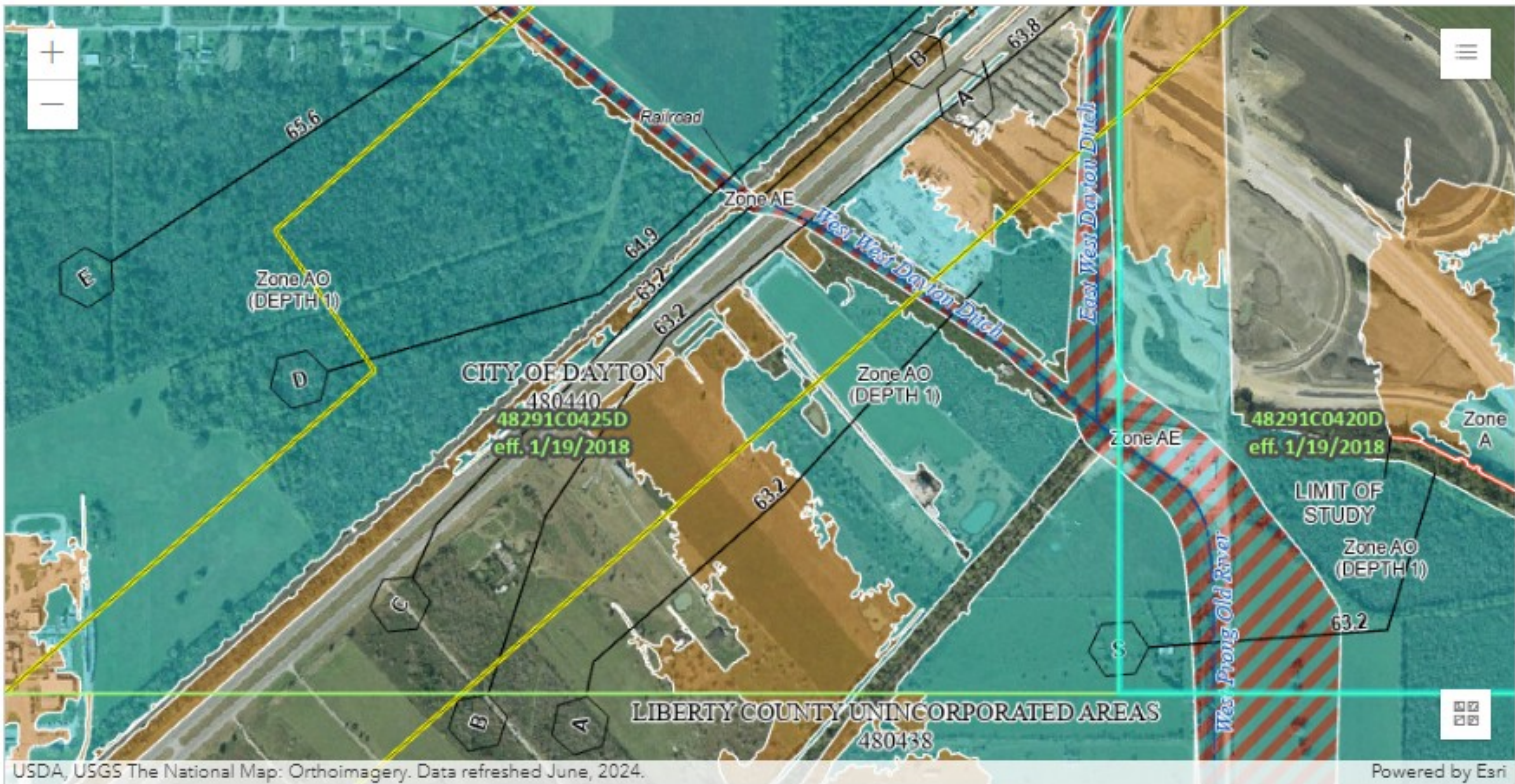 +
−
B
63.8
A
65.6
Railroad
Zone AE
West West Dayton Ditch
East West Dayton Ditch
E
Zone AO
(DEPTH 1)
64.9
63.2
63.2
D
CITY OF DAYTON
480440
48291C0425D
eff. 1/19/2018
Zone AO
(DEPTH 1)
Zone AE
48291C0420D
eff. 1/19/2018
Zone
A
LIMIT OF
STUDY
Zone AO
(DEPTH 1)
63.2
C
63.2
S
Wes Prong Old River
B
A
LIBERTY COUNTY UNINCORPORATED AREAS
480438
USDA, USGS The National Map: Orthoimagery. Data refreshed June, 2024.
Powered by Esri